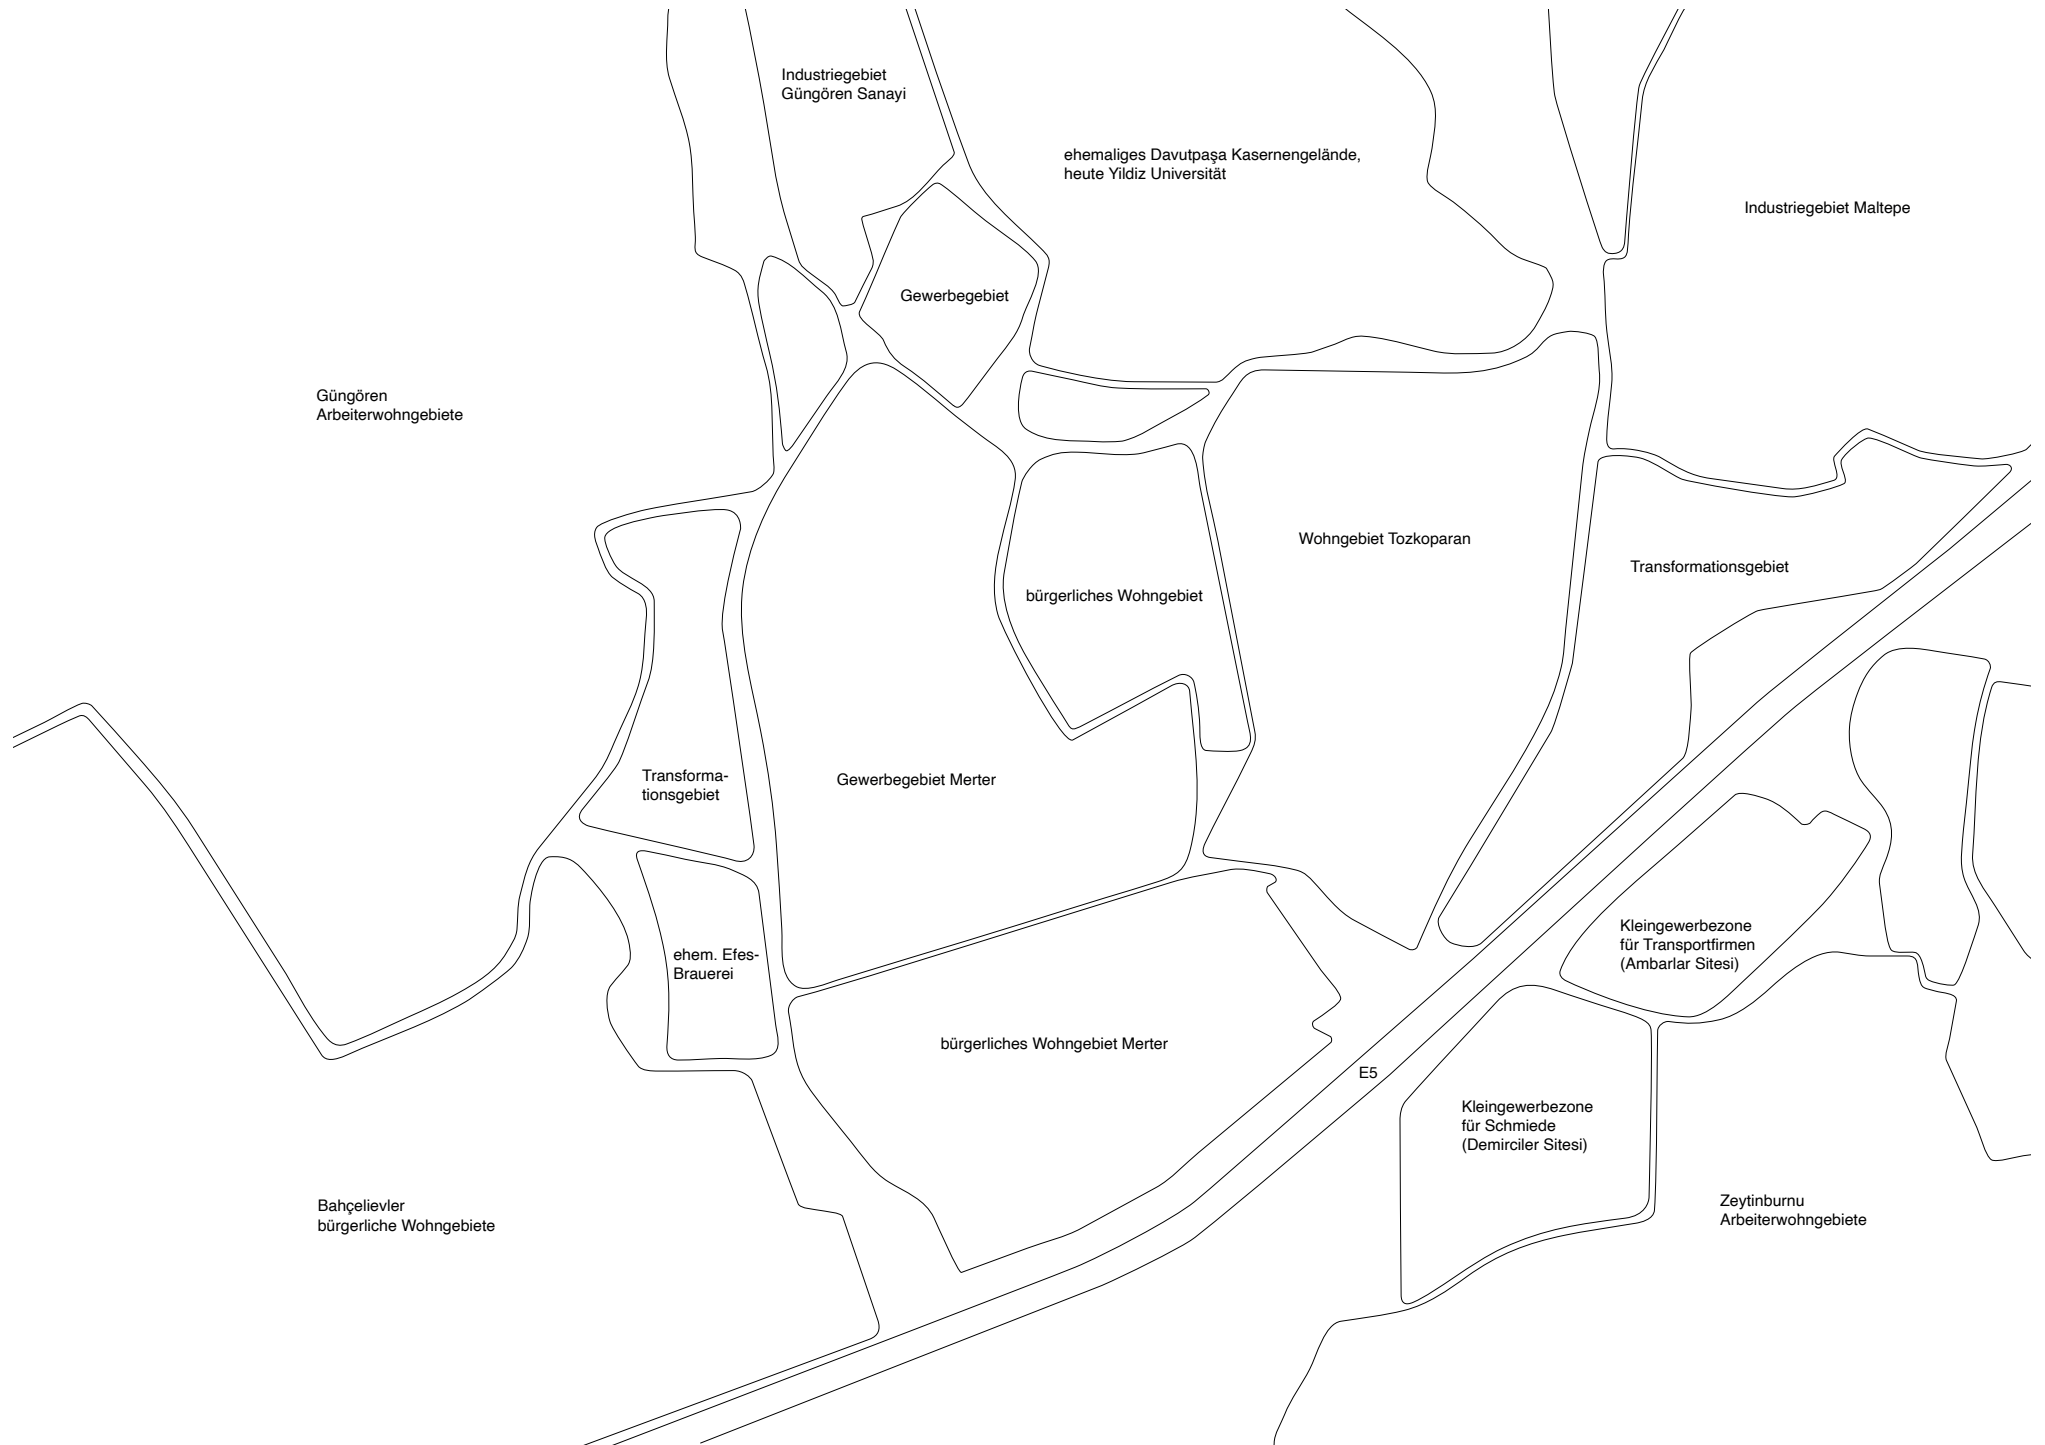 Industriegebiet
Güngören Sanayi
ehemaliges Davutpaşa Kasernengelände,
heute Yildiz Universität
Industriegebiet Maltepe
Gewerbegebiet
Güngören
Arbeiterwohngebiete
Wohngebiet Tozkoparan
Transformationsgebiet
bürgerliches Wohngebiet
Transforma-
tionsgebiet
Gewerbegebiet Merter
Kleingewerbezone
für Transportfirmen
(Ambarlar Sitesi)
ehem. Efes-
Brauerei
bürgerliches Wohngebiet Merter
E5
Kleingewerbezone
für Schmiede
(Demirciler Sitesi)
Bahçelievler
bürgerliche Wohngebiete
Zeytinburnu
Arbeiterwohngebiete